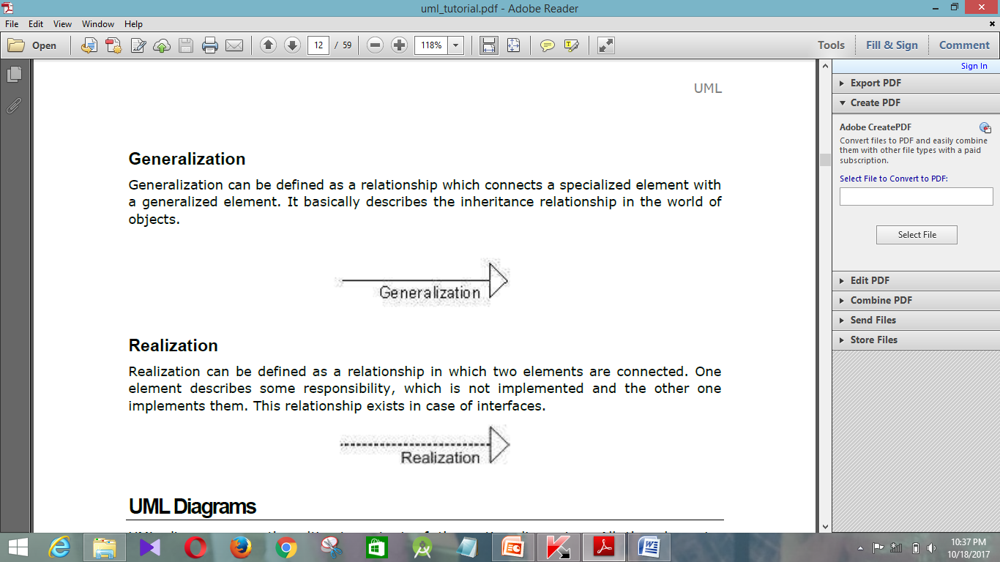 uml_tutorial.pdf - Adobe Reader
File Edit View Window Help
Open 12 / 59 118% Tools Fill & Sign Comment
Sign In
Export PDF
Create PDF
Adobe CreatePDF
Convert files to PDF and easily combine
them with other file types with a paid
subscription.
Select File to Convert to PDF:
Select File
Edit PDF
Combine PDF
Send Files
Store Files
UML
Generalization
Generalization can be defined as a relationship which connects a specialized element with
a generalized element. It basically describes the inheritance relationship in the world of
objects.
Generalization
Realization
Realization can be defined as a relationship in which two elements are connected. One
element describes some responsibility, which is not implemented and the other one
implements them. This relationship exists in case of interfaces.
Realization
UML Diagrams
10:37 PM
10/18/2017